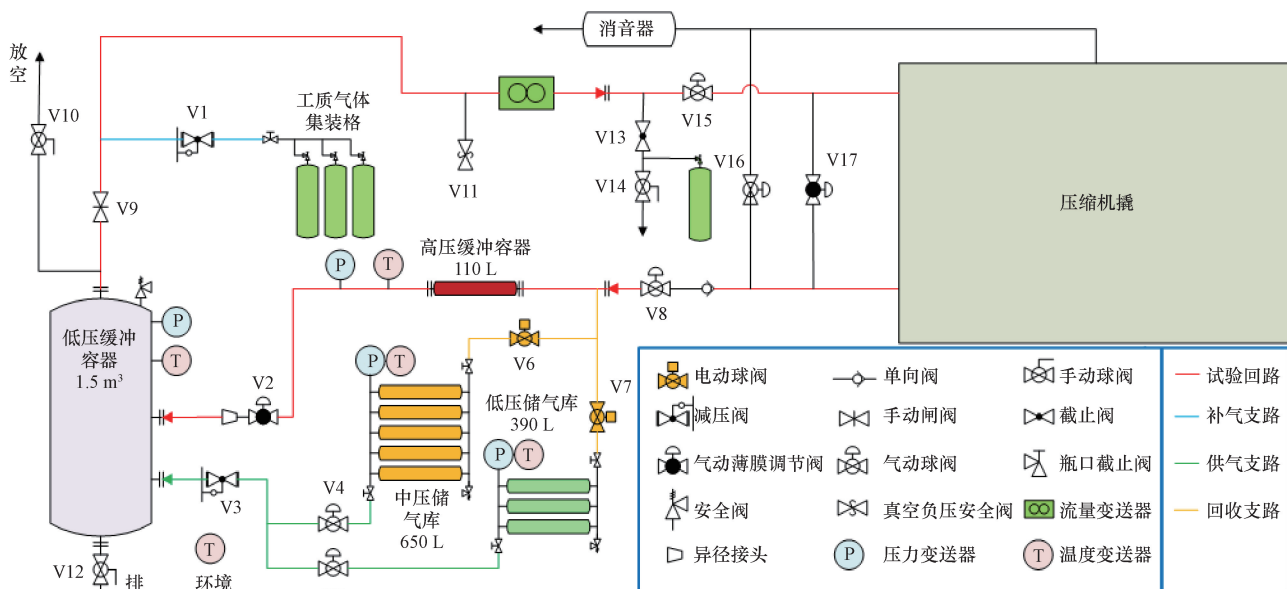 消音器
放
空
V10
V1
工质气体
集装格
V15
V13
V11
V14
V16
V17
压缩机撬
V9
高压缓冲容器
110 L
P
T
V8
低压缓冲
容器
1.5 m³
P
T
V2
P
T
V6
V7
低压储气库
390 L
P
T
V3
V4
中压储
气库
650 L
V12
排
T
环境
电动球阀
单向阀
手动球阀
减压阀
手动闸阀
截止阀
气动薄膜调节阀
气动球阀
瓶口截止阀
安全阀
真空负压安全阀
流量变送器
异径接头
P
压力变送器
T
温度变送器
试验回路
补气支路
供气支路
回收支路